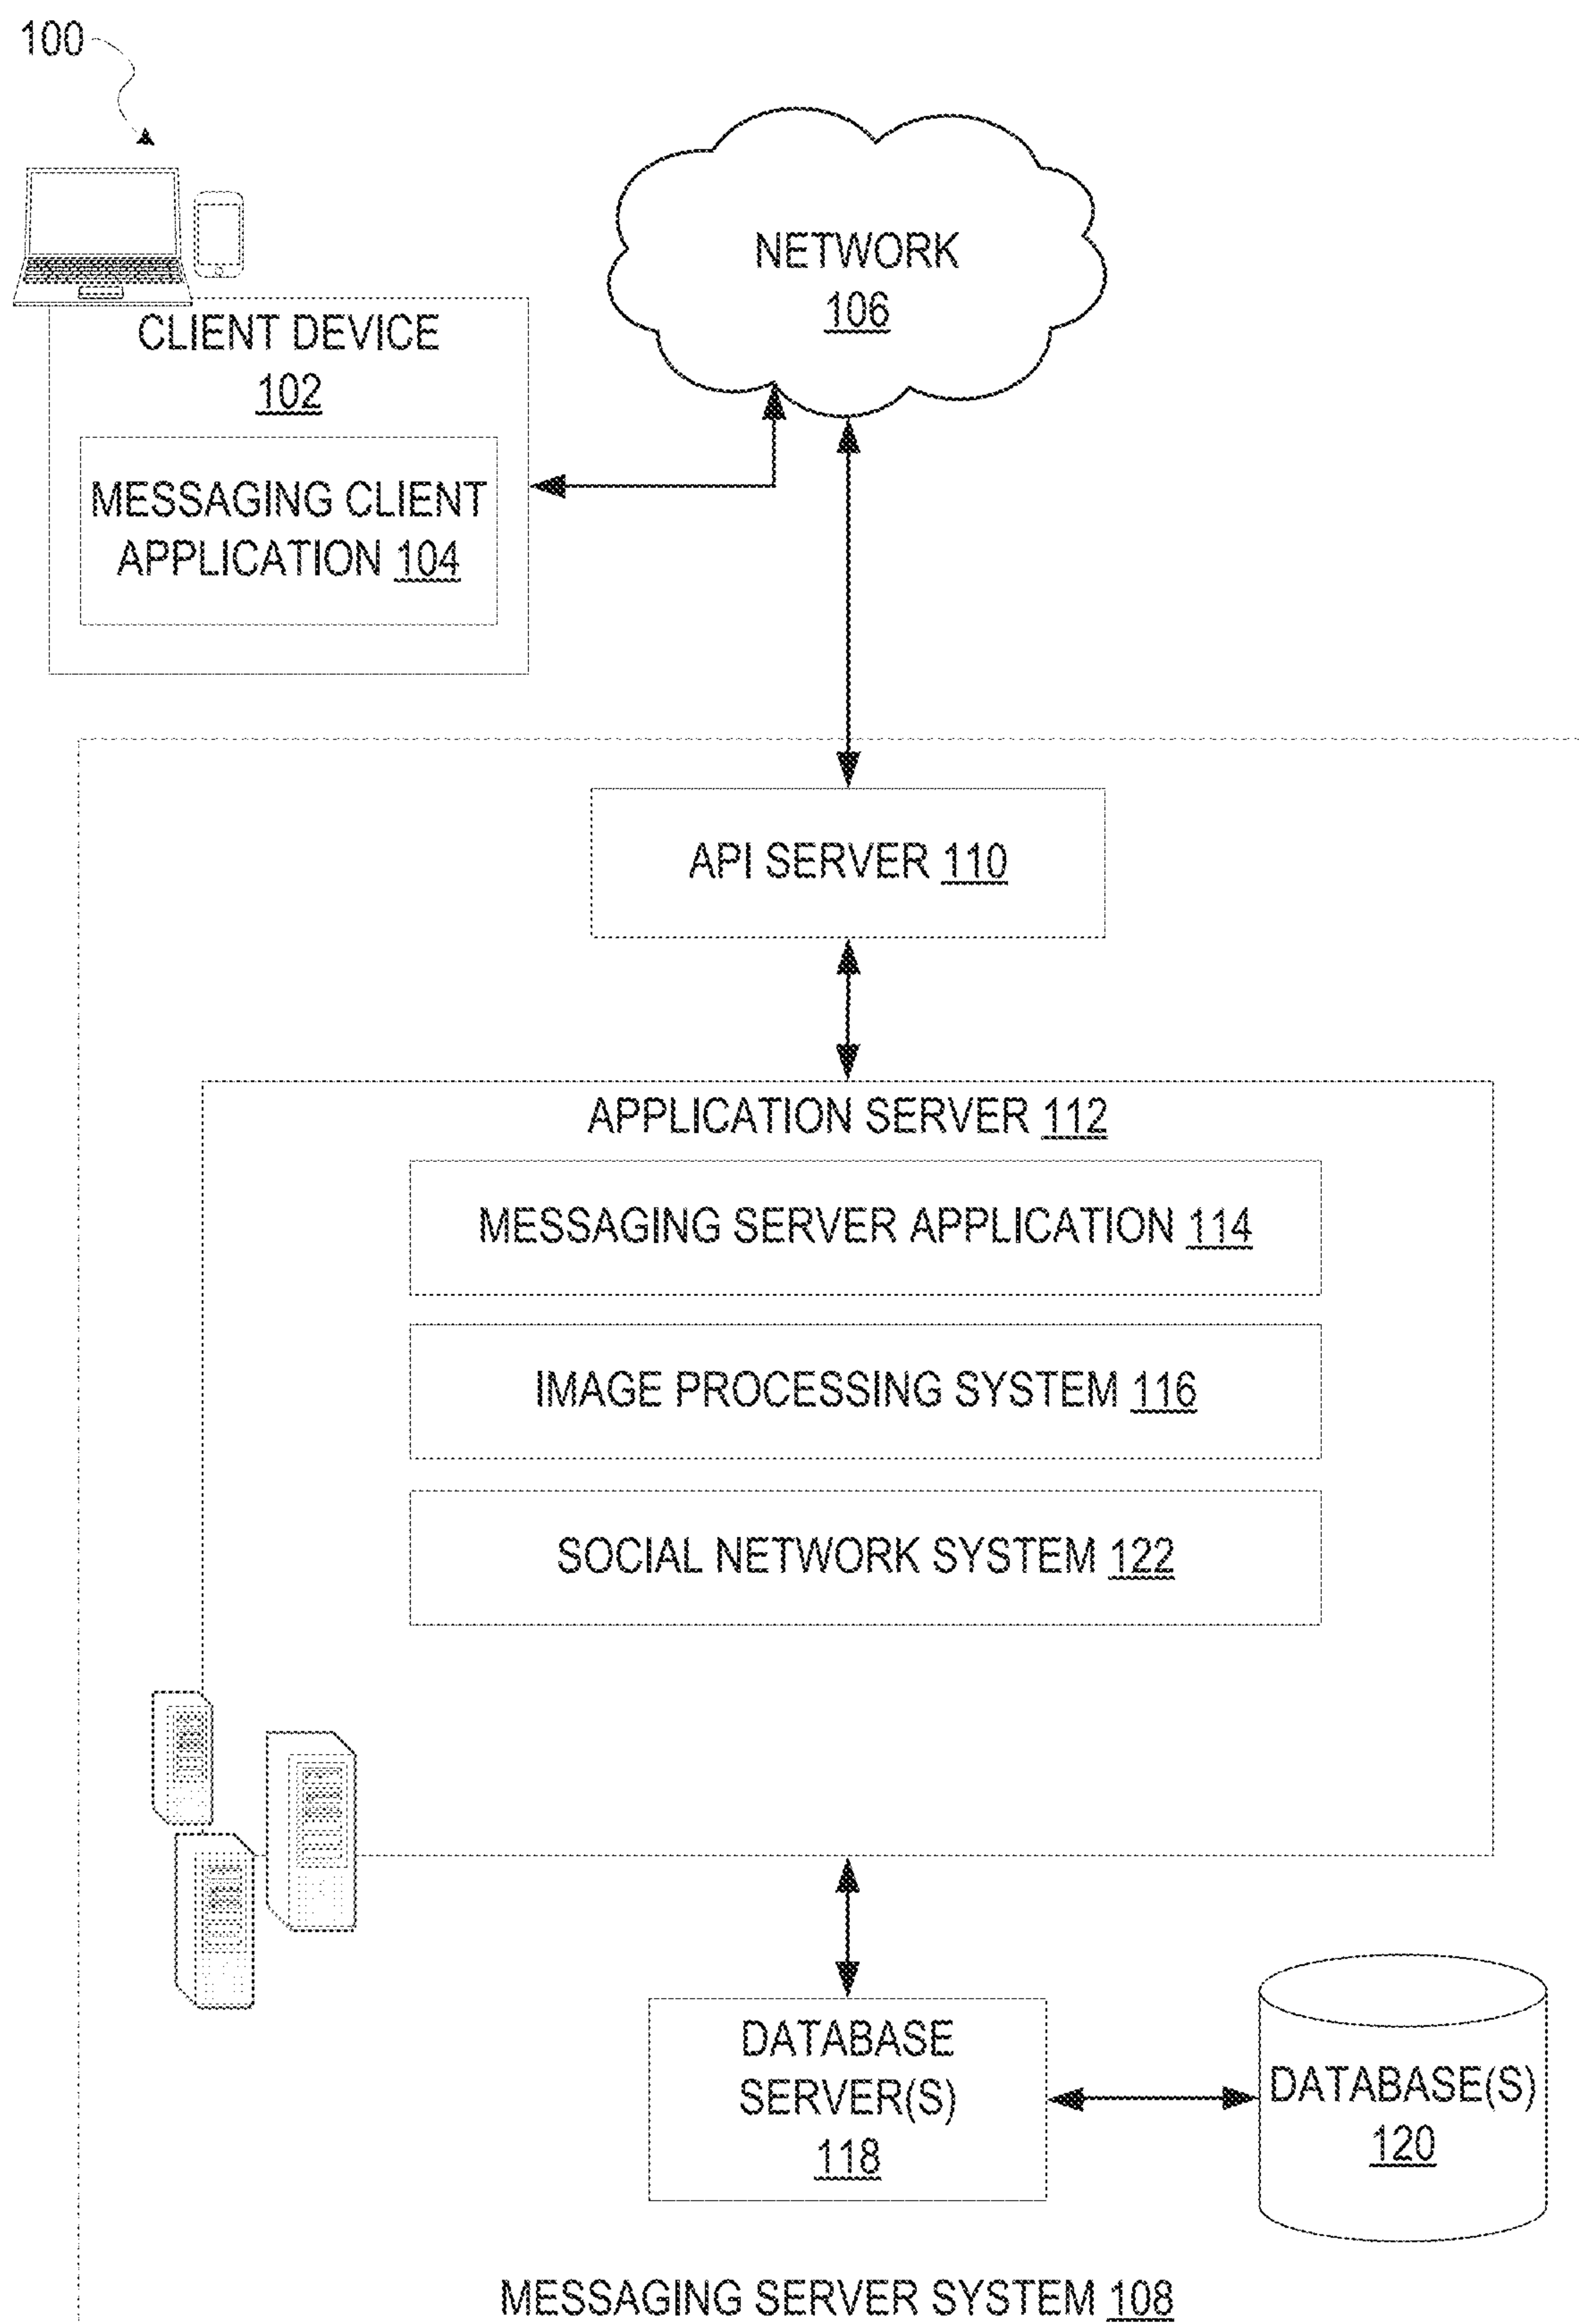 100
NETWORK
106
CLIENT DEVICE
102
MESSAGING CLIENT
APPLICATION 104
API SERVER 110
APPLICATION SERVER 112
MESSAGING SERVER APPLICATION 114
IMAGE PROCESSING SYSTEM 116
SOCIAL NETWORK SYSTEM 122
DATABASE
SERVER(S)
118
DATABASE(S)
120
MESSAGING SERVER SYSTEM 108